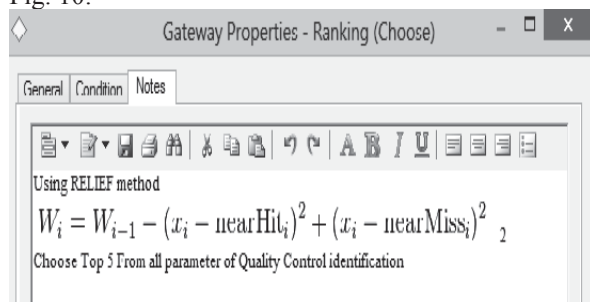 Fig. 10.
Gateway Properties - Ranking (Choose)
General Condition Notes
A B I U
Using RELIEF method
W_i = W_{i-1} − (x_i − nearHit_i)^2 + (x_i − nearMiss_i)^2 2
Choose Top 5 From all parameter of Quality Control identification